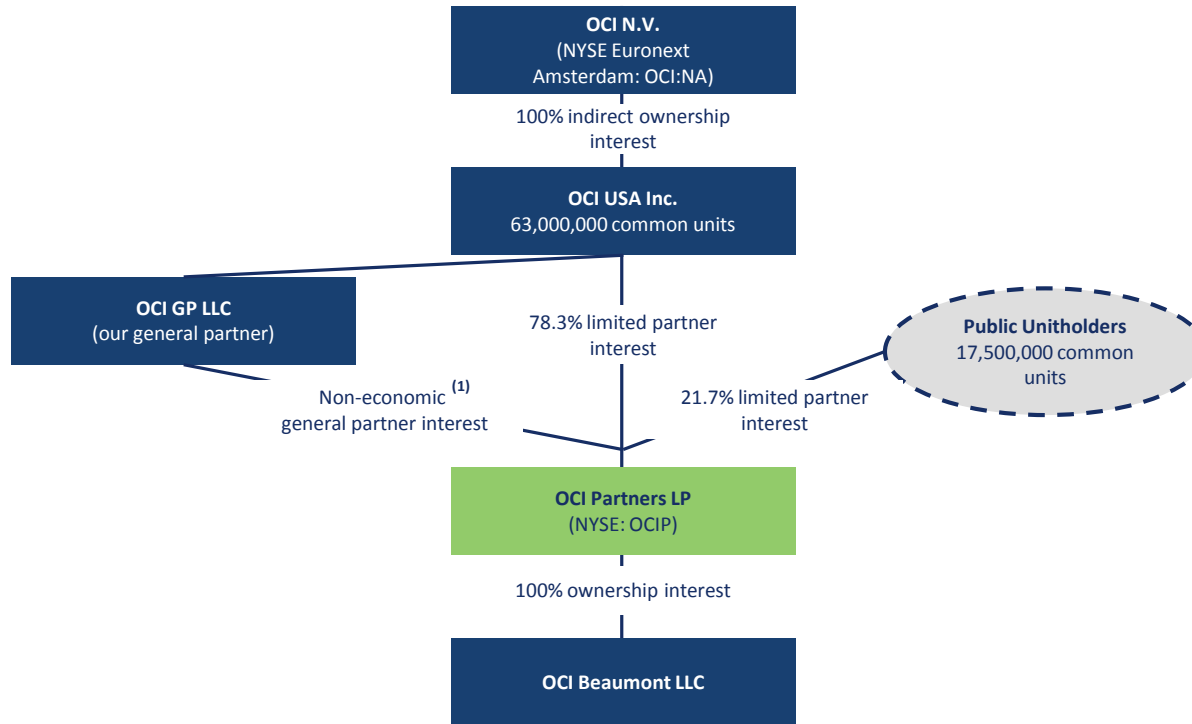 OCI N.V.
(NYSE Euronext
Amsterdam: OCI:NA)
100% indirect ownership
interest
OCI USA Inc.
63,000,000 common units
OCI GP LLC
(our general partner)
78.3% limited partner
interest
Public Unitholders
17,500,000 common
units
Non-economic (1)
general partner interest
21.7% limited partner
interest
OCI Partners LP
(NYSE: OCIP)
100% ownership interest
OCI Beaumont LLC